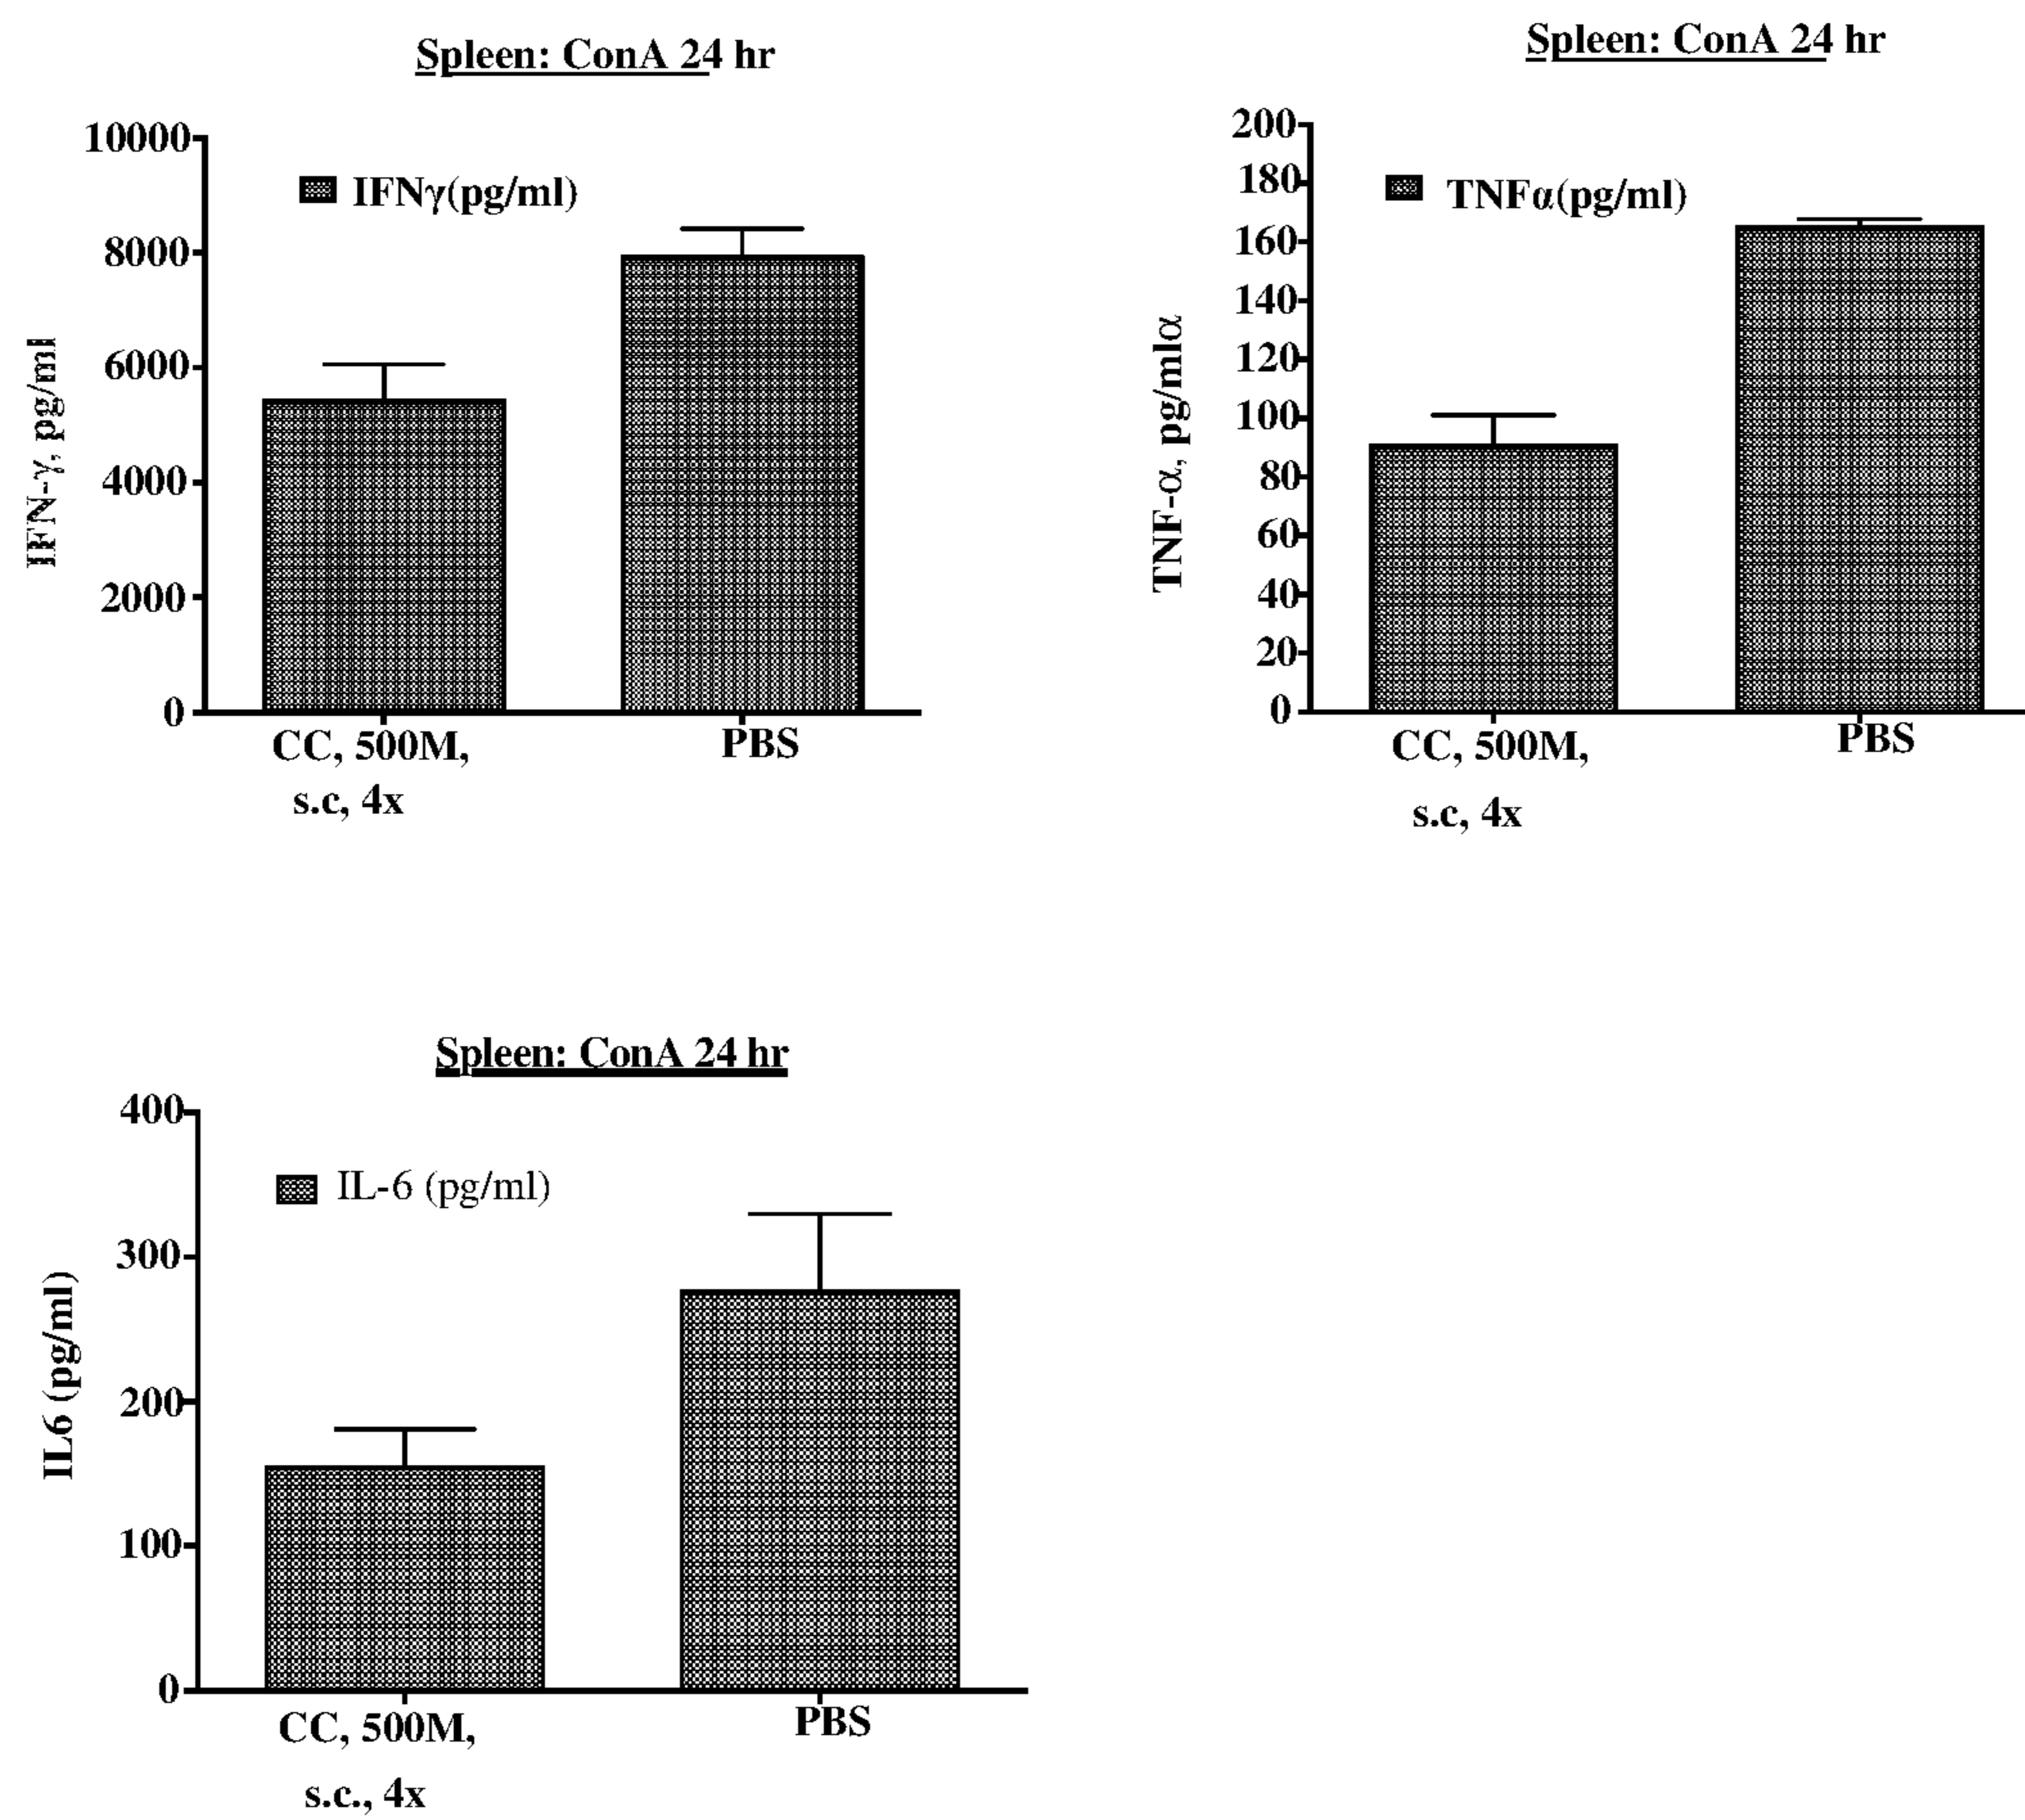 Spleen: ConA 24 hr
10000
8000
6000
4000
2000
0
IFNγ(pg/ml)
IFN-γ, pg/ml
CC, 500M,
s.c, 4x
PBS
Spleen: ConA 24 hr
200
180
160
140
120
100
80
60
40
20
0
TNFα(pg/ml)
TNF-α, pg/mlα
CC, 500M,
s.c, 4x
PBS
Spleen: ConA 24 hr
400
300
200
100
0
IL-6 (pg/ml)
IL6 (pg/ml)
CC, 500M,
s.c., 4x
PBS